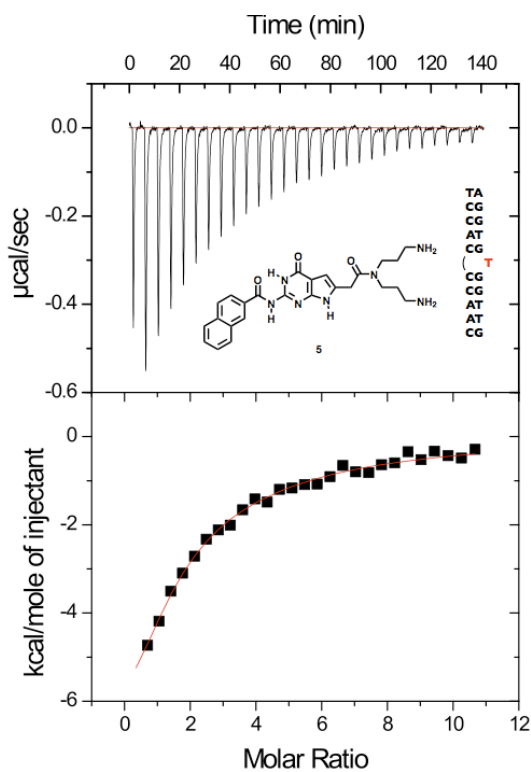 Time (min)
0 20 40 60 80 100 120 140
0.0
-0.2
-0.4
-0.6
µcal/sec
TA
CG
CG
AT
CG
( T
CG
CG
AT
AT
CG
O
H N
O
N H
N
N H
O
N
NH2
NH2
5
0
-2
-4
-6
kcal/mole of injectant
0 2 4 6 8 10 12
Molar Ratio